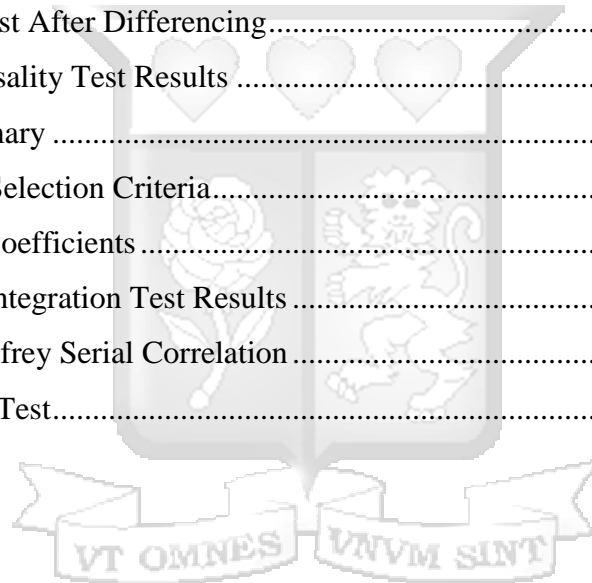 st After Differencing....................................................
sality Test Results ........................................................
nary ..................................................................................
Selection Criteria............................................................
oefficients .......................................................................
ntegration Test Results .................................................
frey Serial Correlation ..................................................
Test...................................................................................
VT OMNES VNVM SINT